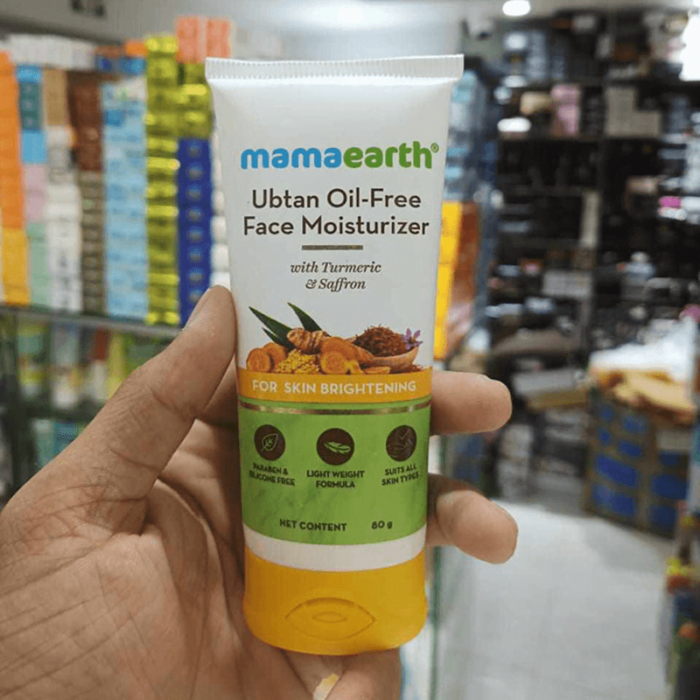 mamaearth®
Ubtan Oil-Free
Face Moisturizer
with Turmeric
& Saffron
FOR SKIN BRIGHTENING
PARABEN &
SILICONE FREE
LIGHT WEIGHT
FORMULA
SUITS ALL
SKIN TYPES
NET CONTENT 60 g